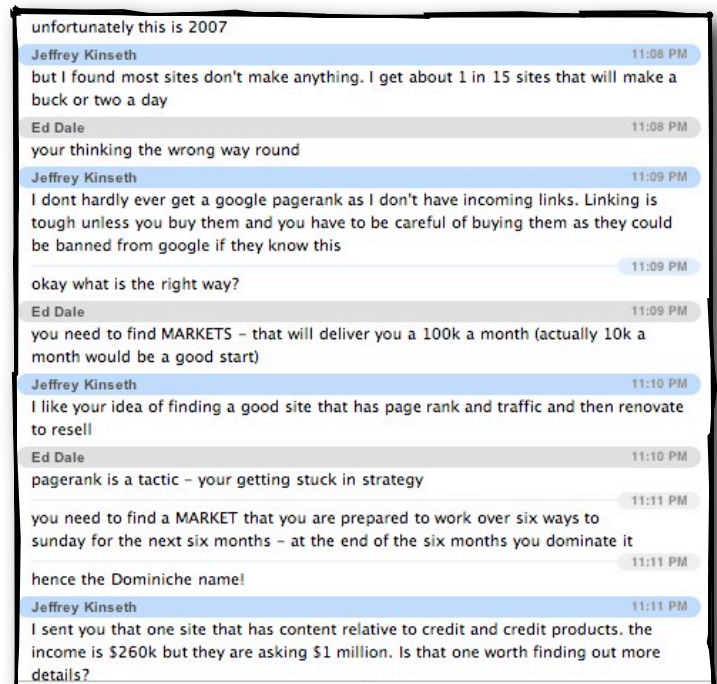 unfortunately this is 2007
Jeffrey Kinseth 11:08 PM
but I found most sites don't make anything. I get about 1 in 15 sites that will make a
buck or two a day
Ed Dale 11:08 PM
your thinking the wrong way round
Jeffrey Kinseth 11:09 PM
I dont hardly ever get a google pagerank as I don't have incoming links. Linking is
tough unless you buy them and you have to be careful of buying them as they could
be banned from google if they know this
11:09 PM
okay what is the right way?
Ed Dale 11:09 PM
you need to find MARKETS – that will deliver you a 100k a month (actually 10k a
month would be a good start)
Jeffrey Kinseth 11:10 PM
I like your idea of finding a good site that has page rank and traffic and then renovate
to resell
Ed Dale 11:10 PM
pagerank is a tactic – your getting stuck in strategy
11:11 PM
you need to find a MARKET that you are prepared to work over six ways to
sunday for the next six months – at the end of the six months you dominate it
11:11 PM
hence the Dominiche name!
Jeffrey Kinseth 11:11 PM
I sent you that one site that has content relative to credit and credit products. the
income is $260k but they are asking $1 million. Is that one worth finding out more
details?